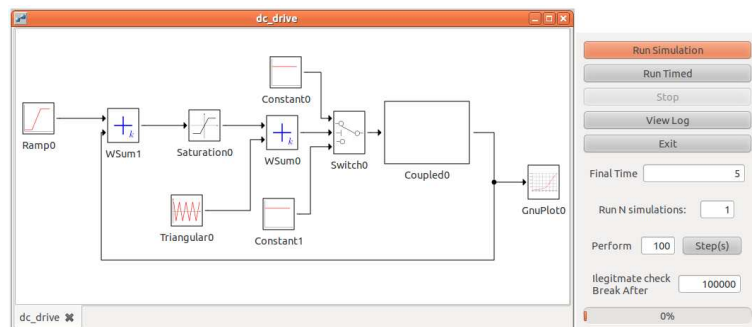 dc_drive
Run Simulation
Run Timed
Stop
View Log
Exit
Final Time 5
Run N simulations: 1
Perform 100 Step(s)
Ilegitmate check
Break After 100000
0%
Constant0
Ramp0
k
WSum1
Saturation0
k
WSum0
Switch0
Coupled0
GnuPlot0
Triangular0
Constant1
dc_drive